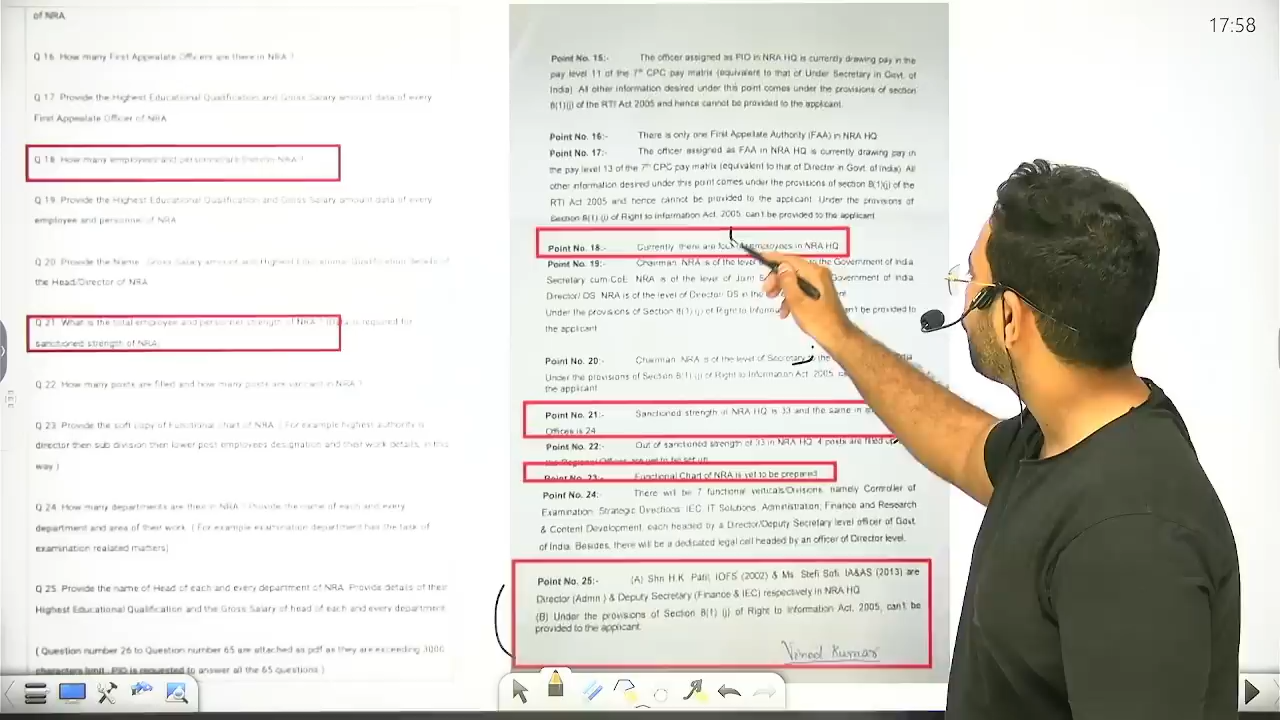 17:58
of NRA
Q 16 How many First Appealate Officers are there in NRA ?
Q 17 Provide the Highest Educational Qualification and Gross Salary amount data of every
First Appealate Officer of NRA
Q 18 How many employees and personnel are there in NRA ?
Q 19 Provide the Highest Educational Qualification and Gross Salary amount data of every
employee and personnel of NRA
Q 20 Provide the Name, Gross Salary amount and Highest Educational Qualification details of
the Head/Director of NRA
Q 21 What is the total employee and personnel strength of NRA ? (Data is required for
sanctioned strength of NRA
Q 22 How many posts are filled and how many posts are vacant in NRA ?
Q 23 Provide the soft copy of Functional chart of NRA ( For example highest authority is
director then sub division then lower post employees designation and their work details, in this
way )
Q 24 How many departments are their in NRA ? Provide the name of each and every
department and area of their work ( For example examination department has the task of
examination realated matters)
Q 25 Provide the name of Head of each and every department of NRA. Provide details of their
Highest Educational Qualification and the Gross Salary of head of each and every department
( Question number 26 to Question number 65 are attached as pdf as they are exceeding 3000
characters limit . PIO is requested to answer all the 65 questions )
Point No. 15:- The officer assigned as PIO in NRA HQ is currently drawing pay in the
pay level 11 of the 7th CPC pay matrix (equivalent to that of Under Secretary in Govt. of
India) All other information desired under this point comes under the provisions of section
8(1)(j) of the RTI Act 2005 and hence cannot be provided to the applicant.
Point No. 16:- There is only one First Appellate Authority (FAA) in NRA HQ
Point No. 17:- The officer assigned as FAA in NRA HQ is currently drawing pay in
the pay level 13 of the 7th CPC pay matrix (equivalent to that of Director in Govt. of India). All
other information desired under this point comes under the provisions of section 8(1)(j) of the
RTI Act 2005 and hence cannot be provided to the applicant. Under the provisions of
Section 8(1) (j) of Right to Information Act, 2005, can't be provided to the applicant
Point No. 18:- Currently there are four employees in NRA HQ
Point No. 19:- Chairman, NRA is of the level to the Government of India
Secretary cum-CoE NRA is of the level of Joint Government of India
Director/ DS NRA is of the level of Director DS in the
Under the provisions of Section 8(1) (j) of Right to can't be provided to
the applicant
Point No. 20:- Chairman NRA is of the level of Secretary to the India
Under the provisions of Section 8(1) (j) of Right to Information Act, 2005,
the applicant
Point No. 21:- Sanctioned strength in NRA HQ is 33 and the same in
Offices is 24
Point No. 22:- Out of sanctioned strength of 33 in NRA HQ 4 posts are filled
the Regional Offices are yet to be set up
Point No. 23:- Functional Chart of NRA is yet to be prepared
Point No. 24:- There will be 7 functional verticals/Divisions, namely Controller of
Examination, Strategic Directions, IEC, IT Solutions, Administration, Finance and Research
& Content Development, each headed by a Director/Deputy Secretary level officer of Govt
of India. Besides, there will be a dedicated legal cell headed by an officer of Director level.
Point No. 25:- (A) Shri H.K. Patil, IOFS (2002) & Ms. Stefi Sofi, IA&AS (2013) are
Director (Admn ) & Deputy Secretary (Finance & IEC) respectively in NRA HQ
(B) Under the provisions of Section 8(1) (j) of Right to Information Act, 2005, can't be
provided to the applicant.
Vinod Kumar